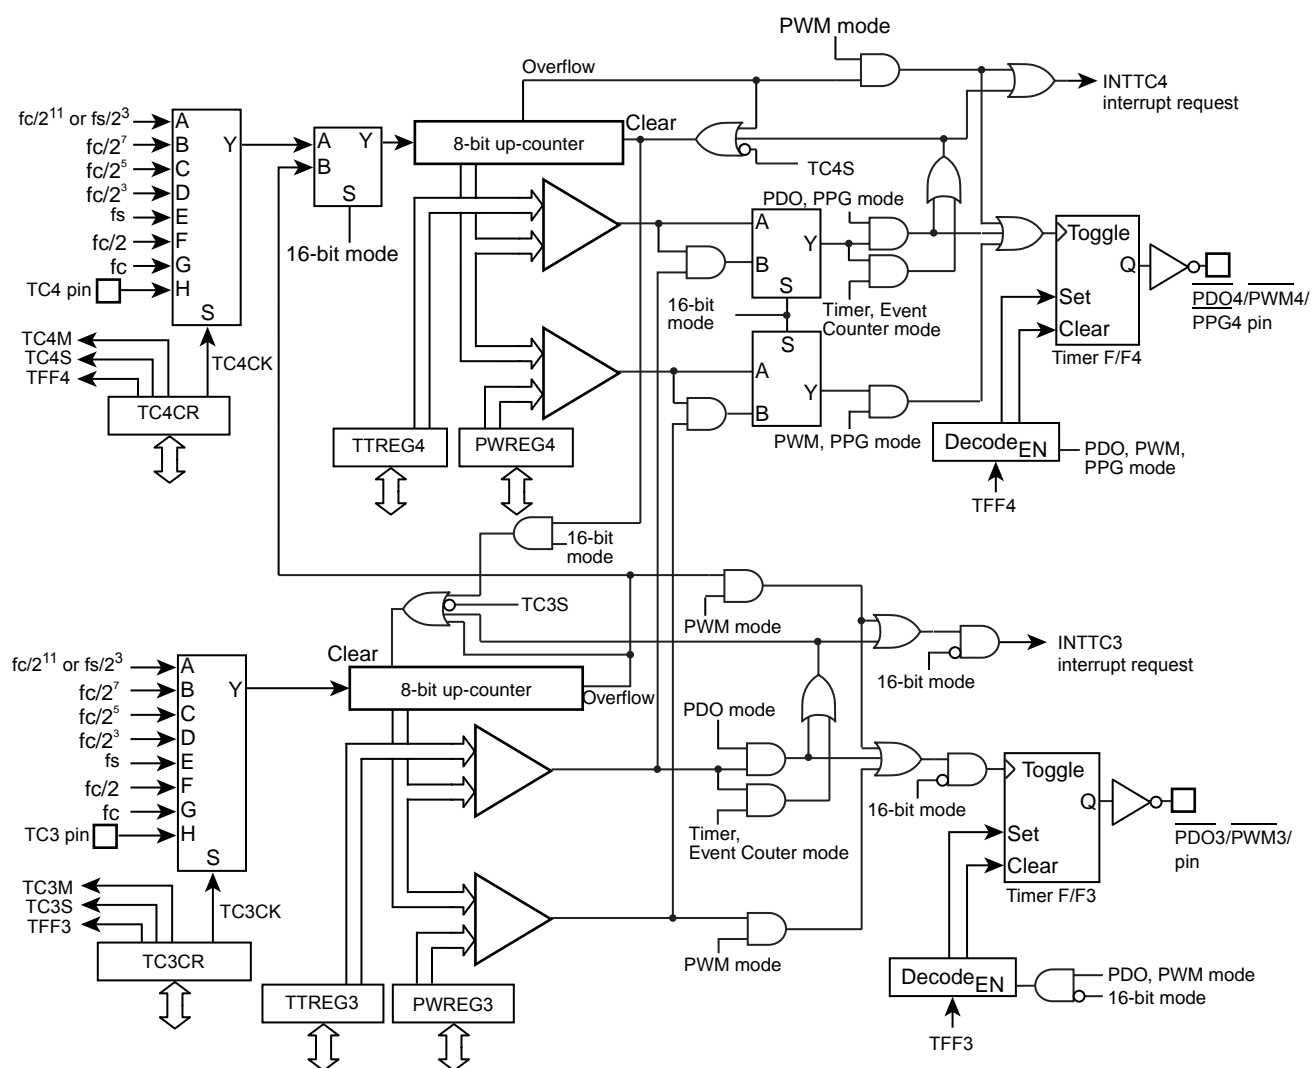 PWM mode
Overflow
INTTC4
interrupt request
fc/2¹¹ or fs/2³
fc/2⁷
fc/2⁵
fc/2³
fs
fc/2
fc
TC4 pin
A
B
C
D
E
F
G
H
Y
S
A
B
Y
S
16-bit mode
8-bit up-counter
Clear
TC4S
PDO, PPG mode
A
B
Y
S
16-bit
mode
Timer, Event
Counter mode
S
A
B
Y
PWM, PPG mode
Toggle
Q
Set
Clear
Timer F/F4
PDO4/PWM4/
PPG4 pin
TC4M
TC4S
TFF4
TC4CK
TC4CR
TTREG4
PWREG4
Decode EN
PDO, PWM,
PPG mode
TFF4
16-bit
mode
TC3S
PWM mode
INTTC3
interrupt request
16-bit mode
fc/2¹¹ or fs/2³
fc/2⁷
fc/2⁵
fc/2³
fs
fc/2
fc
TC3 pin
A
B
C
D
E
F
G
H
Y
S
Clear
8-bit up-counter
Overflow
PDO mode
Timer,
Event Couter mode
16-bit mode
Toggle
Q
Set
Clear
Timer F/F3
PDO3/PWM3/
pin
TC3M
TC3S
TFF3
TC3CK
TC3CR
PWM mode
TTREG3
PWREG3
Decode EN
PDO, PWM mode
16-bit mode
TFF3